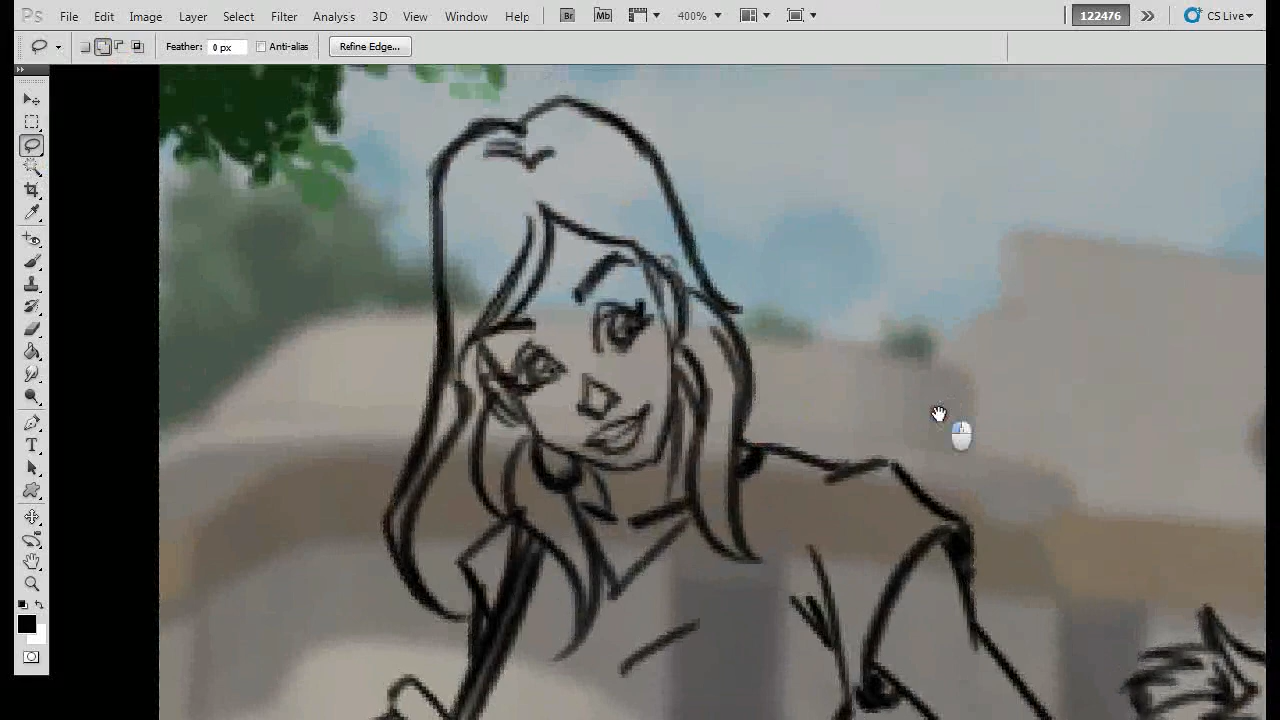 Ps File Edit Image Layer Select Filter Analysis 3D View Window Help Br Mb 400% 122476 CS Live
Feather: 0 px Anti-alias Refine Edge...
T